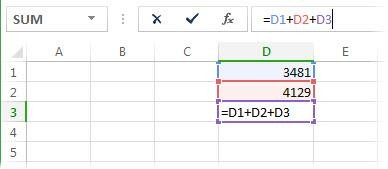 SUM fx =D1+D2+D3
A B C D E
1 3481
2 4129
3 =D1+D2+D3
4
5